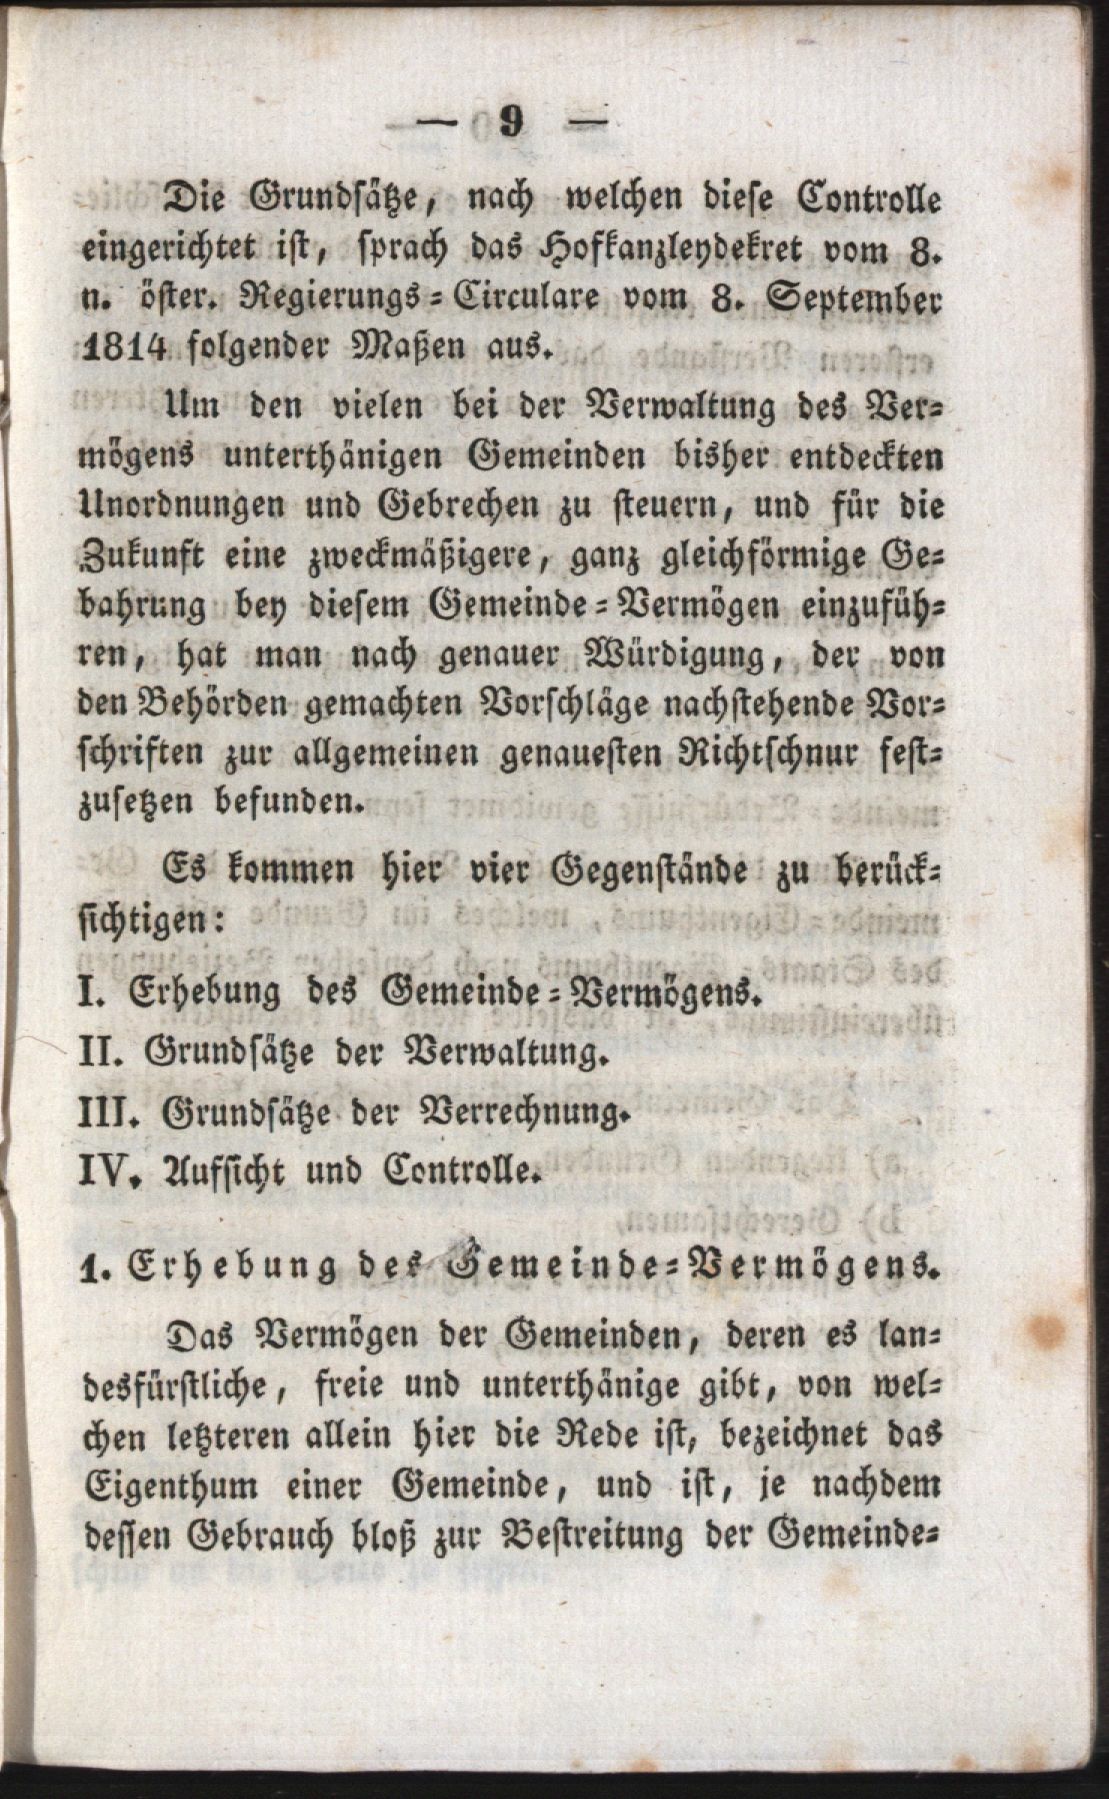 — 9 —
Die Grundsätze, nach welchen diese Controlle
eingerichtet ist, sprach das Hofkanzleydekret vom 8.
n. öster. Regierungs=Circulare vom 8. September
1814 folgender Maßen aus.
Um den vielen bei der Verwaltung des Ver=
mögens unterthänigen Gemeinden bisher entdeckten
Unordnungen und Gebrechen zu steuern, und für die
Zukunft eine zweckmäßigere, ganz gleichförmige Ge=
bahrung bey diesem Gemeinde=Vermögen einzufüh=
ren, hat man nach genauer Würdigung, der von
den Behörden gemachten Vorschläge nachstehende Vor=
schriften zur allgemeinen genauesten Richtschnur fest=
zusetzen befunden.
Es kommen hier vier Gegenstände zu berück=
sichtigen:
I. Erhebung des Gemeinde=Vermögens.
II. Grundsätze der Verwaltung.
III. Grundsätze der Verrechnung.
IV. Aufsicht und Controlle.
1. Erhebung des Gemeinde=Vermögens.
Das Vermögen der Gemeinden, deren es lan=
desfürstliche, freie und unterthänige gibt, von wel=
chen letzteren allein hier die Rede ist, bezeichnet das
Eigenthum einer Gemeinde, und ist, je nachdem
dessen Gebrauch bloß zur Bestreitung der Gemeinde=